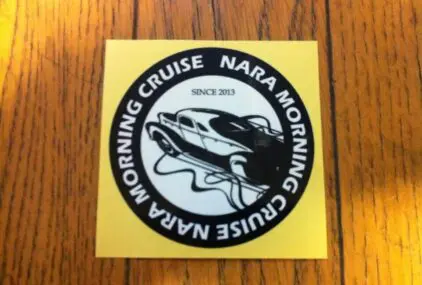 NARA MORNING CRUISE NARA MORNING CRUISE
SINCE 2013